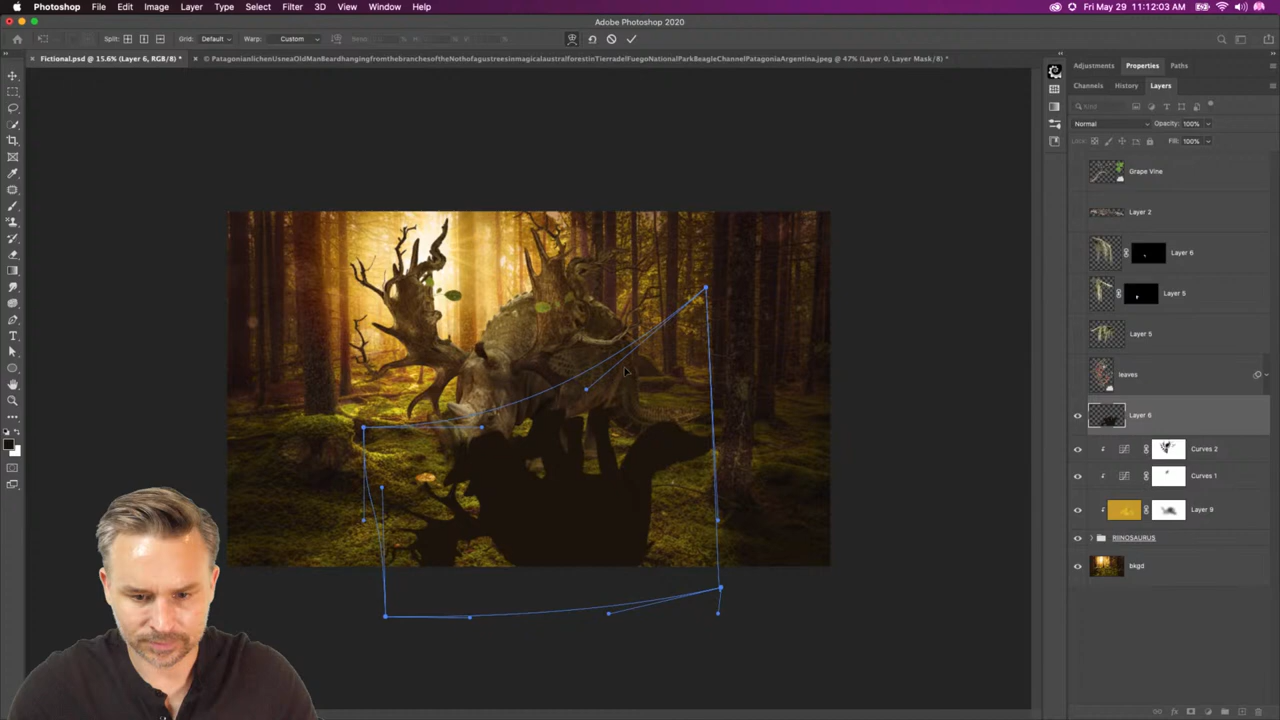 Photoshop File Edit Image Layer Type Select Filter 3D View Window Help
Fri May 29 11:12:03 AM
Adobe Photoshop 2020
Split: Grid: Default Warp: Custom
Fictional.psd @ 15.6% (Layer 6, RGB/8) *
© PatagonianlichenUsneaOldManBeardhangingfromthebranchesoftheNothofagustreesinmagicalaustralforestinTierradelFuegoNationalParkBeagleChannelPatagoniaArgentina.jpeg @ 47% (Layer 0, Layer Mask/8) *
Adjustments Properties Paths
Channels History Layers
Kind
Normal Opacity: 100%
Lock: Fill: 100%
Grape Vine
Layer 2
Layer 6
Layer 5
Layer 5
leaves
Layer 6
Curves 2
Curves 1
Layer 9
RIINOSAURUS
bkgd